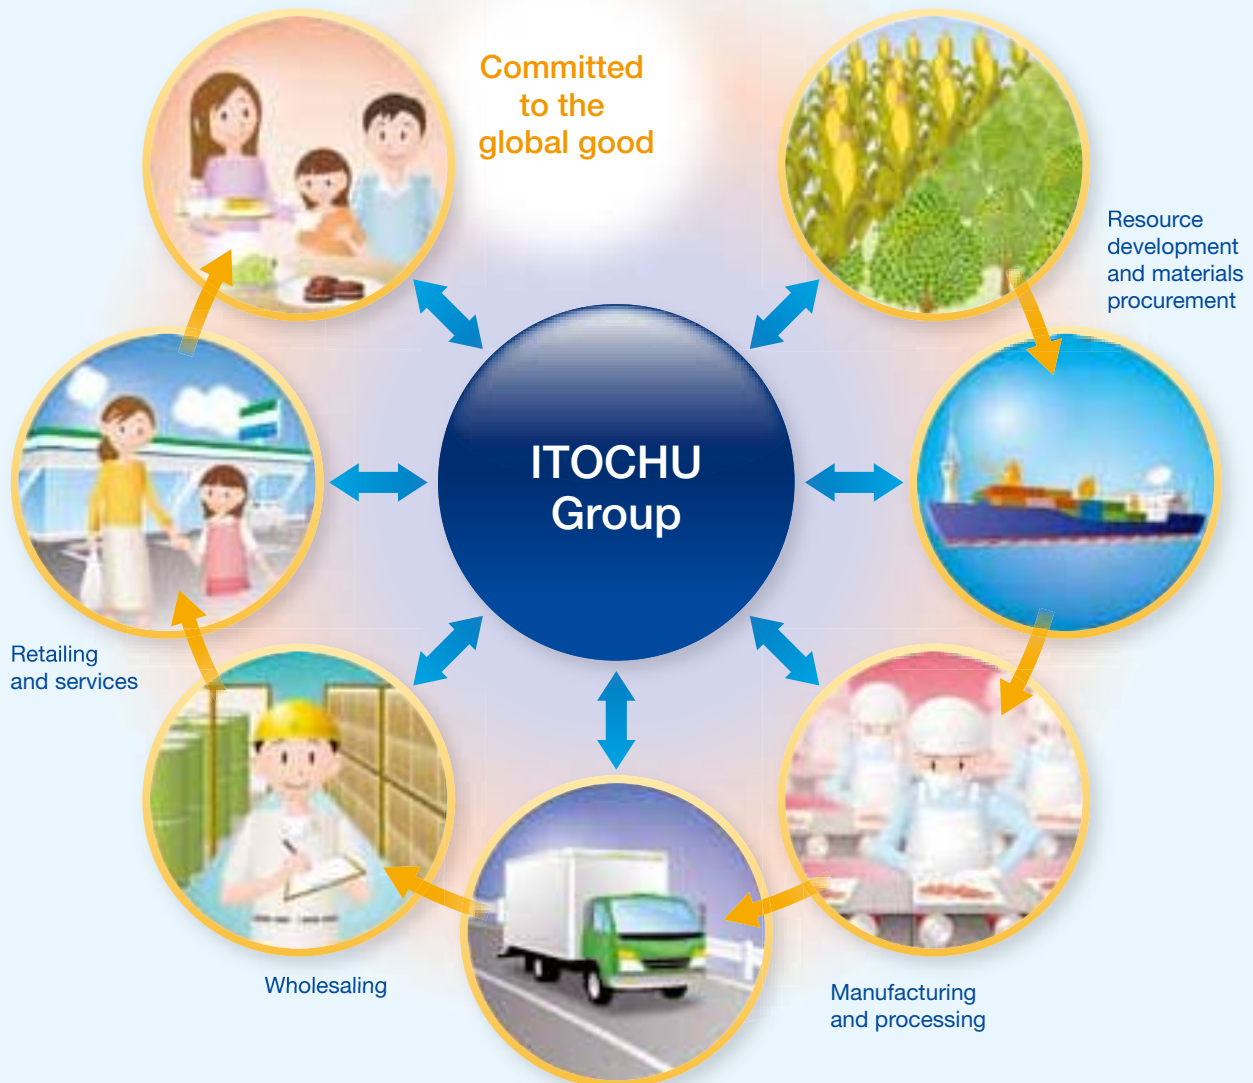 Committed
to the
global good
Resource
development
and materials
procurement
ITOCHU
Group
Retailing
and services
Wholesaling
Manufacturing
and processing